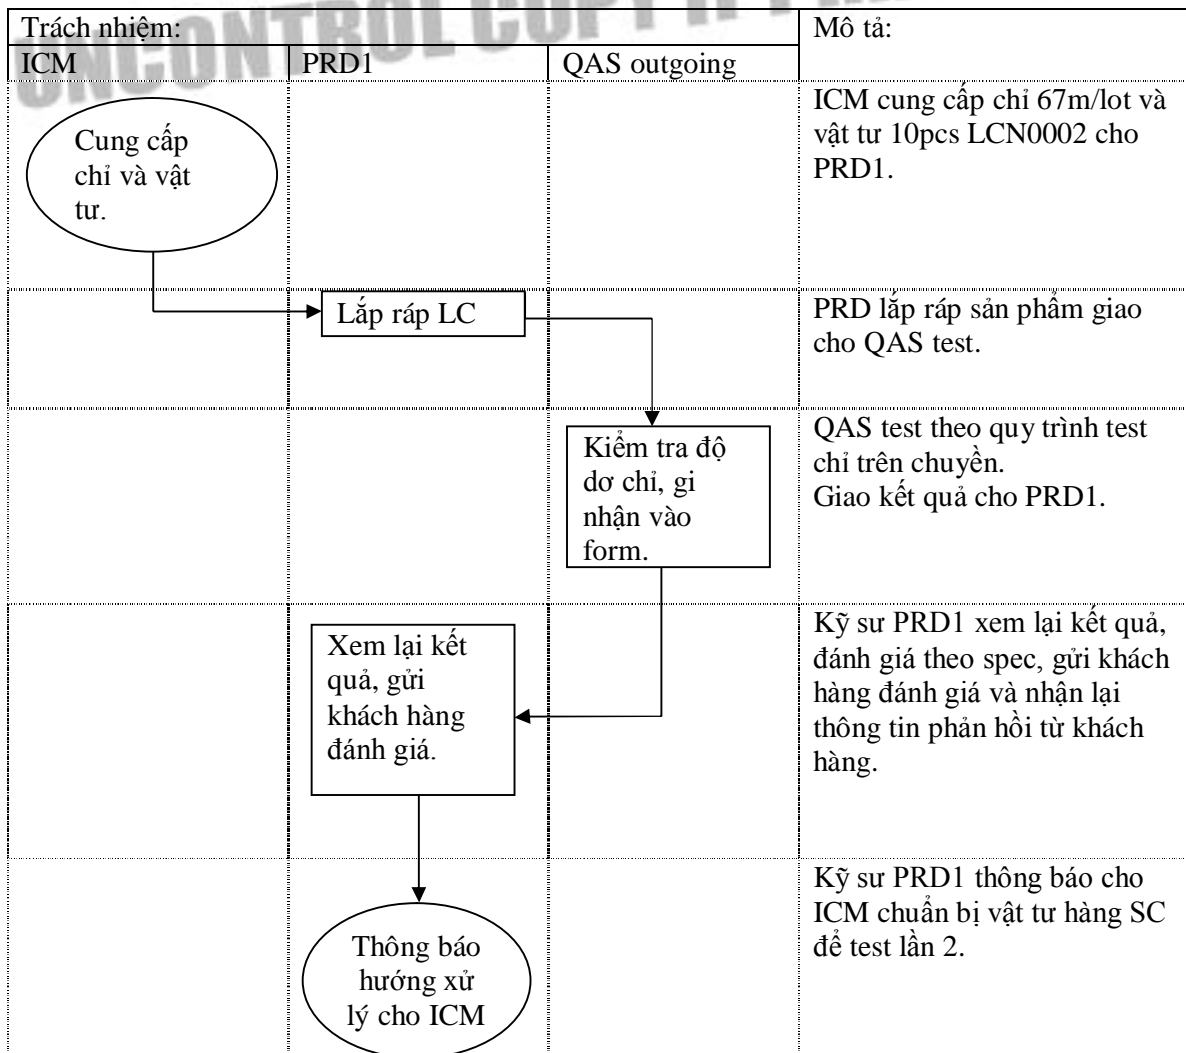 UNCONTROL COPY IF PR
Trách nhiệm:
Mô tả:
ICM
PRD1
QAS outgoing
Cung cấp
chỉ và vật
tư.
ICM cung cấp chỉ 67m/lot và
vật tư 10pcs LCN0002 cho
PRD1.
Lắp ráp LC
PRD lắp ráp sản phẩm giao
cho QAS test.
Kiểm tra độ
dơ chỉ, gi
nhận vào
form.
QAS test theo quy trình test
chỉ trên chuyền.
Giao kết quả cho PRD1.
Xem lại kết
quả, gửi
khách hàng
đánh giá.
Kỹ sư PRD1 xem lại kết quả,
đánh giá theo spec, gửi khách
hàng đánh giá và nhận lại
thông tin phản hồi từ khách
hàng.
Thông báo
hướng xử
lý cho ICM
Kỹ sư PRD1 thông báo cho
ICM chuẩn bị vật tư hàng SC
để test lần 2.